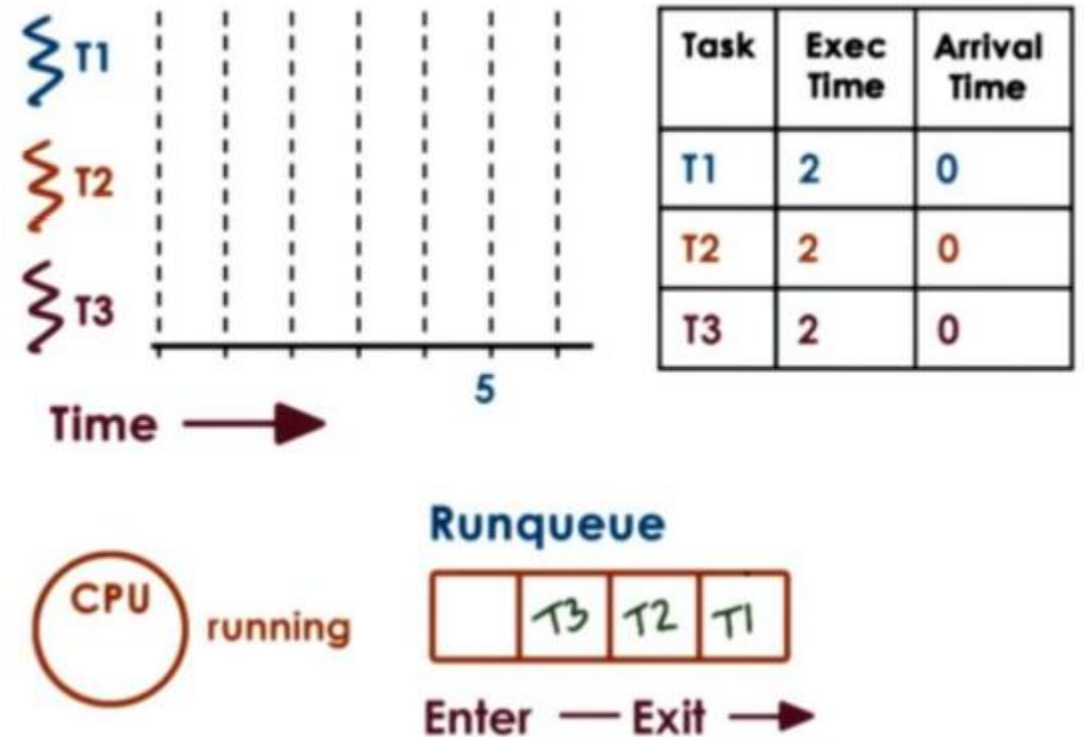 T1
T2
T3
5
Time
Task Exec Time Arrival Time
T1 2 0
T2 2 0
T3 2 0
CPU
running
Runqueue
T3 T2 T1
Enter — Exit